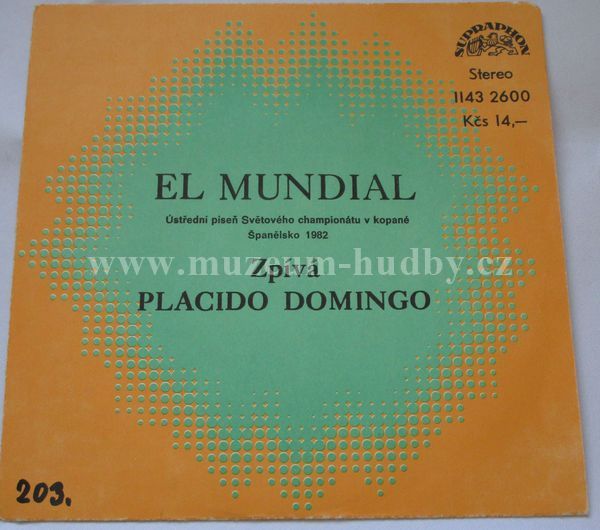 SUPRAPHON
Stereo
1143 2600
Kčs 14,—
EL MUNDIAL
Ústřední píseň Světového championátu v kopané
Španělsko 1982
www.muzeum-hudby.cz
Zpívá
PLACIDO DOMINGO
203.